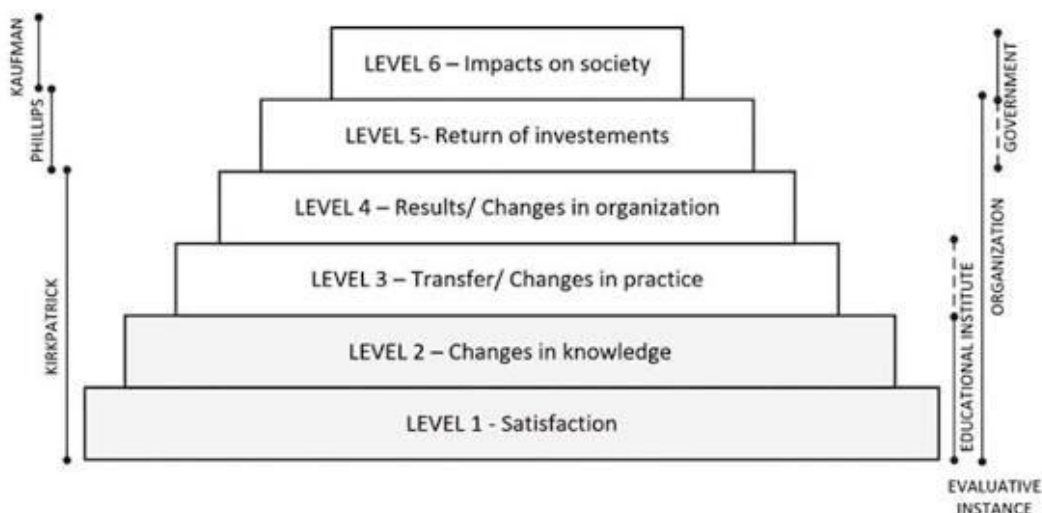 KAUFMAN
PHILLIPS
KIRKPATRICK
LEVEL 6 – Impacts on society
LEVEL 5- Return of investements
LEVEL 4 – Results/ Changes in organization
LEVEL 3 – Transfer/ Changes in practice
LEVEL 2 – Changes in knowledge
LEVEL 1 - Satisfaction
EDUCATIONAL INSTITUTE
ORGANIZATION
GOVERNMENT
EVALUATIVE
INSTANCE